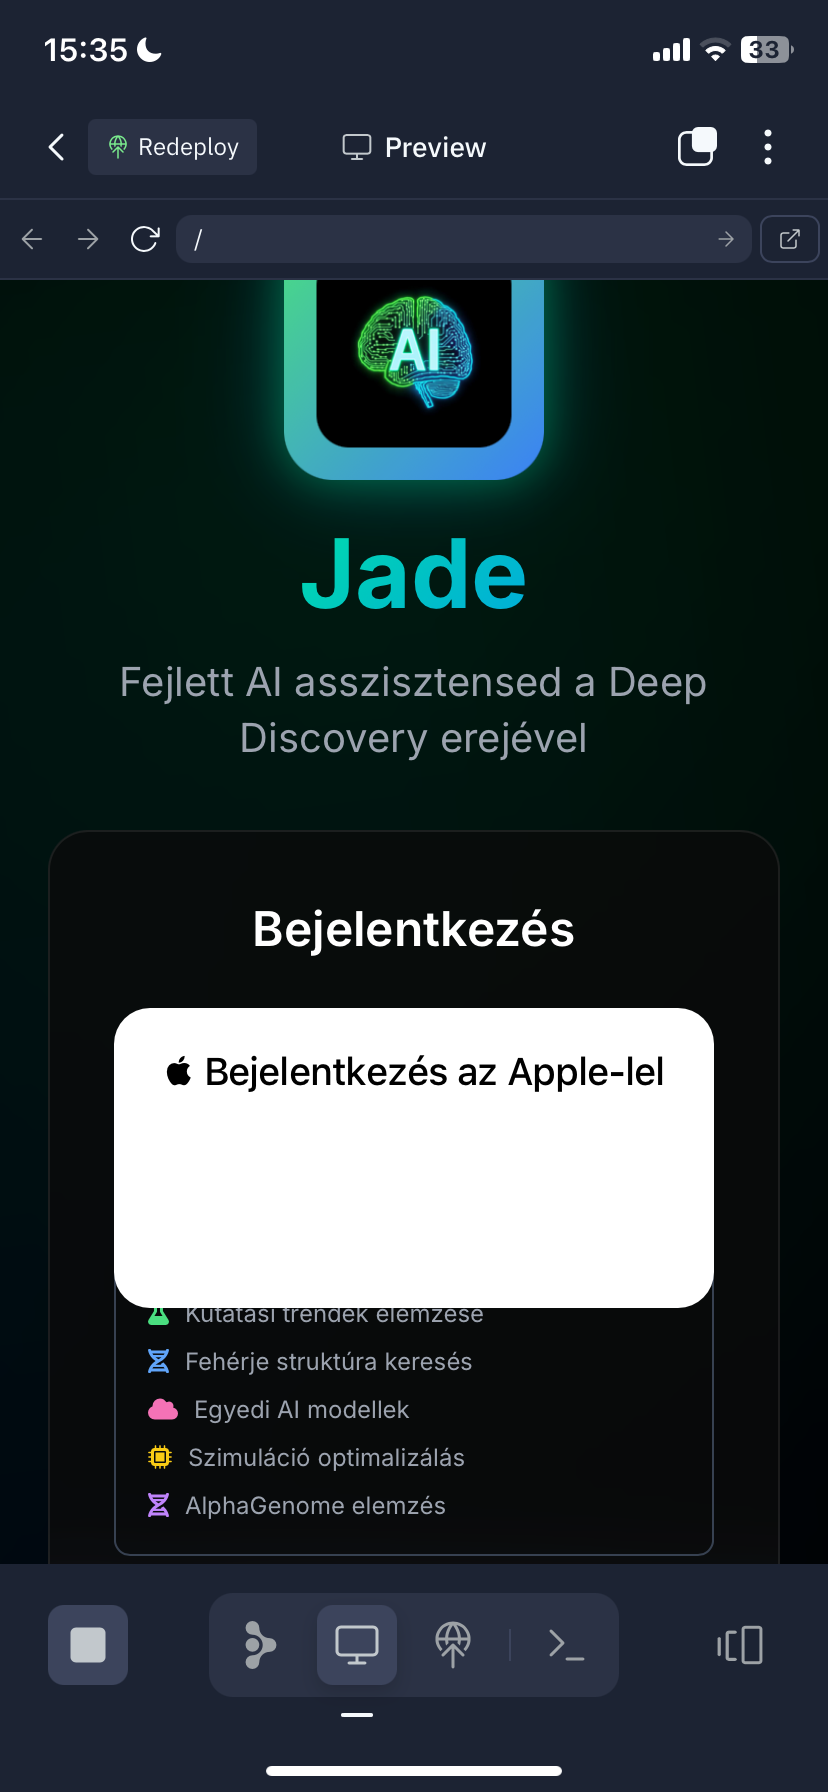 15:35
33
Redeploy
Preview
/
AI
Jade
Fejlett AI asszisztensed a Deep
Discovery erejével
Bejelentkezés
Bejelentkezés az Apple-lel
Kutatási trendek elemzése
Fehérje struktúra keresés
Egyedi AI modellek
Szimuláció optimalizálás
AlphaGenome elemzés